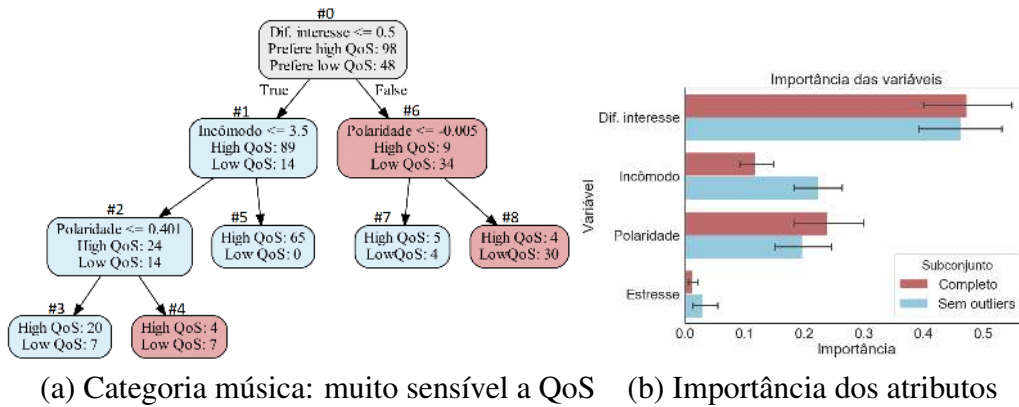 #0
Dif. interesse <= 0.5
Prefere high QoS: 98
Prefere low QoS: 48
True
False
#1
Incômodo <= 3.5
High QoS: 89
Low QoS: 14
#6
Polaridade <= -0.005
High QoS: 9
Low QoS: 34
#2
Polaridade <= 0.401
High QoS: 24
Low QoS: 14
#5
High QoS: 65
Low QoS: 0
#7
High QoS: 5
LowQoS: 4
#8
High QoS: 4
LowQoS: 30
#3
High QoS: 20
Low QoS: 7
#4
High QoS: 4
Low QoS: 7
(a) Categoria música: muito sensível a QoS
Importância das variáveis
Variável
Dif. interesse
Incômodo
Polaridade
Estresse
Subconjunto
Completo
Sem outliers
0.0 0.1 0.2 0.3 0.4 0.5
Importância
(b) Importância dos atributos